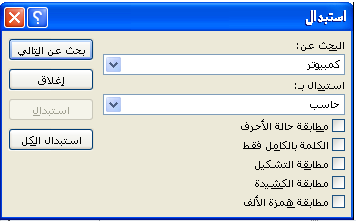 استبدال
البحث عن:
كمبيوتر
استبدال بـ:
حاسب
مطابقة حالة الأحرف
الكلمة بالكامل فقط
مطابقة التشكيل
مطابقة الكشيدة
مطابقة همزة الألف
بحث عن التالي
إغلاق
استبدال
استبدال الكل